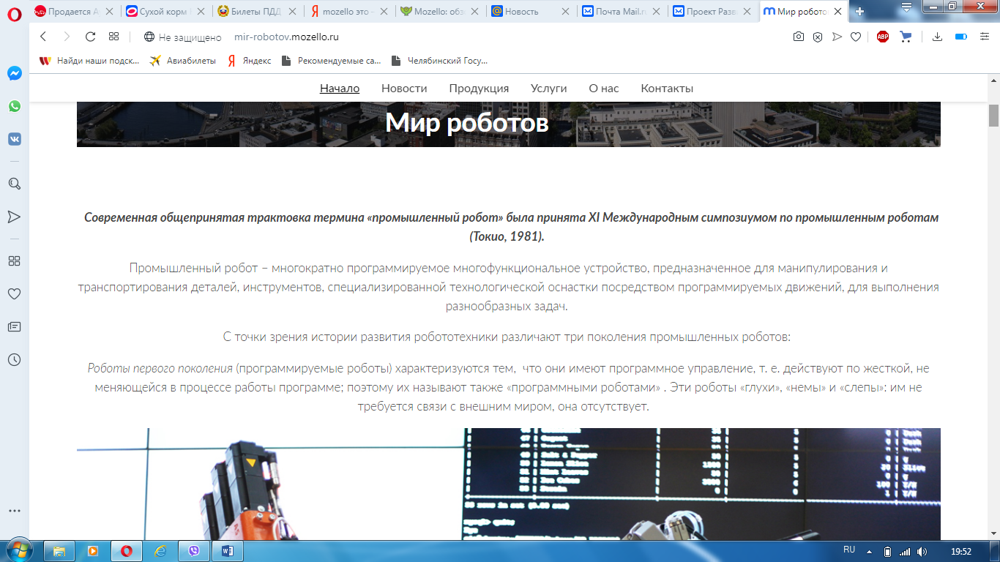 Продается А
Сухой корм
Билеты ПДД
mozello это -
Mozello: обз
Новость
Почта Mail.ru
Проект Разв
Мир робото
Не защищено mir-robotov.mozello.ru
ABP
Найди наши подск...
Авиабилеты
Яндекс
Рекомендуемые са...
Челябинский Госу...
Начало Новости Продукция Услуги О нас Контакты
Мир роботов
Современная общепринятая трактовка термина «промышленный робот» была принята XI Международным симпозиумом по промышленным роботам
(Токио, 1981).
Промышленный робот – многократно программируемое многофункциональное устройство, предназначенное для манипулирования и
транспортирования деталей, инструментов, специализированной технологической оснастки посредством программируемых движений, для выполнения
разнообразных задач.
С точки зрения истории развития робототехники различают три поколения промышленных роботов:
Роботы первого поколения (программируемые роботы) характеризуются тем,  что они имеют программное управление, т. е. действуют по жесткой, не
меняющейся в процессе работы программе; поэтому их называют также «программными роботами» . Эти роботы «глухи», «немы» и «слепы»: им не
требуется связи с внешним миром, она отсутствует.
RU
19:52